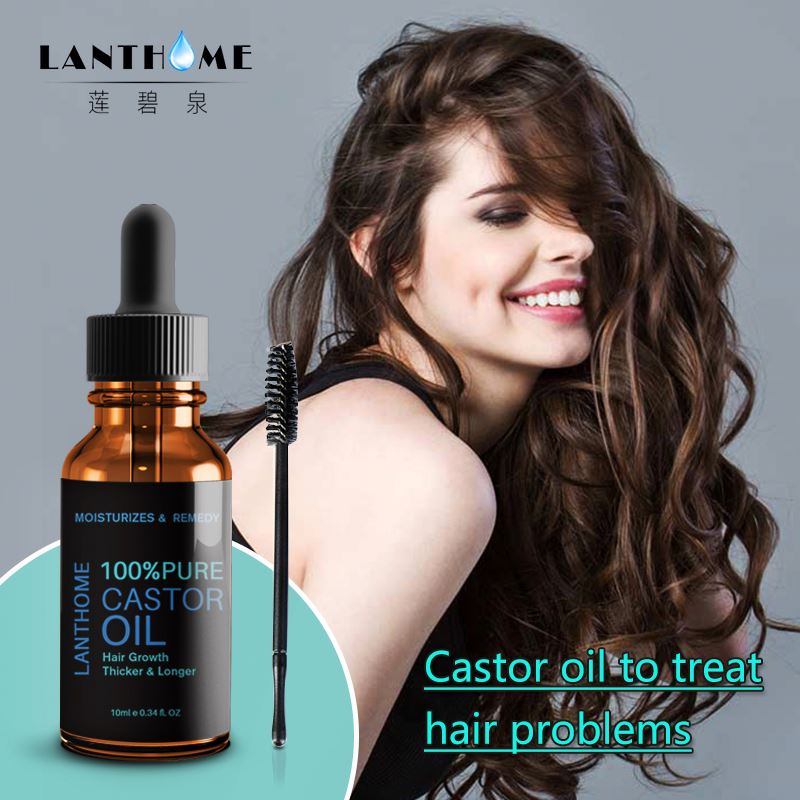 LANTHOME
莲碧泉
MOISTURIZES & REMEDY
LANTHOME
100%PURE
CASTOR
OIL
Hair Growth
Thicker & Longer
10ml e 0.34 fl. OZ
Castor oil to treat
hair problems